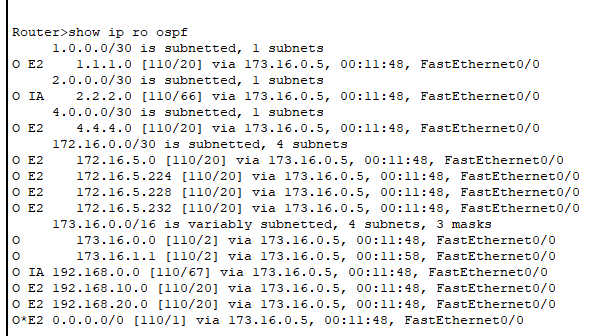 Router>show ip ro ospf
1.0.0.0/30 is subnetted, 1 subnets
O E2 1.1.1.0 [110/20] via 173.16.0.5, 00:11:48, FastEthernet0/0
2.0.0.0/30 is subnetted, 1 subnets
O IA 2.2.2.0 [110/66] via 173.16.0.5, 00:11:48, FastEthernet0/0
4.0.0.0/30 is subnetted, 1 subnets
O E2 4.4.4.0 [110/20] via 173.16.0.5, 00:11:48, FastEthernet0/0
172.16.0.0/30 is subnetted, 4 subnets
O E2 172.16.5.0 [110/20] via 173.16.0.5, 00:11:48, FastEthernet0/0
O E2 172.16.5.224 [110/20] via 173.16.0.5, 00:11:48, FastEthernet0/0
O E2 172.16.5.228 [110/20] via 173.16.0.5, 00:11:48, FastEthernet0/0
O E2 172.16.5.232 [110/20] via 173.16.0.5, 00:11:48, FastEthernet0/0
173.16.0.0/16 is variably subnetted, 4 subnets, 3 masks
O 173.16.0.0 [110/2] via 173.16.0.5, 00:11:48, FastEthernet0/0
O 173.16.1.1 [110/2] via 173.16.0.5, 00:11:58, FastEthernet0/0
O IA 192.168.0.0 [110/67] via 173.16.0.5, 00:11:48, FastEthernet0/0
O E2 192.168.10.0 [110/20] via 173.16.0.5, 00:11:48, FastEthernet0/0
O E2 192.168.20.0 [110/20] via 173.16.0.5, 00:11:48, FastEthernet0/0
O*E2 0.0.0.0/0 [110/1] via 173.16.0.5, 00:11:48, FastEthernet0/0